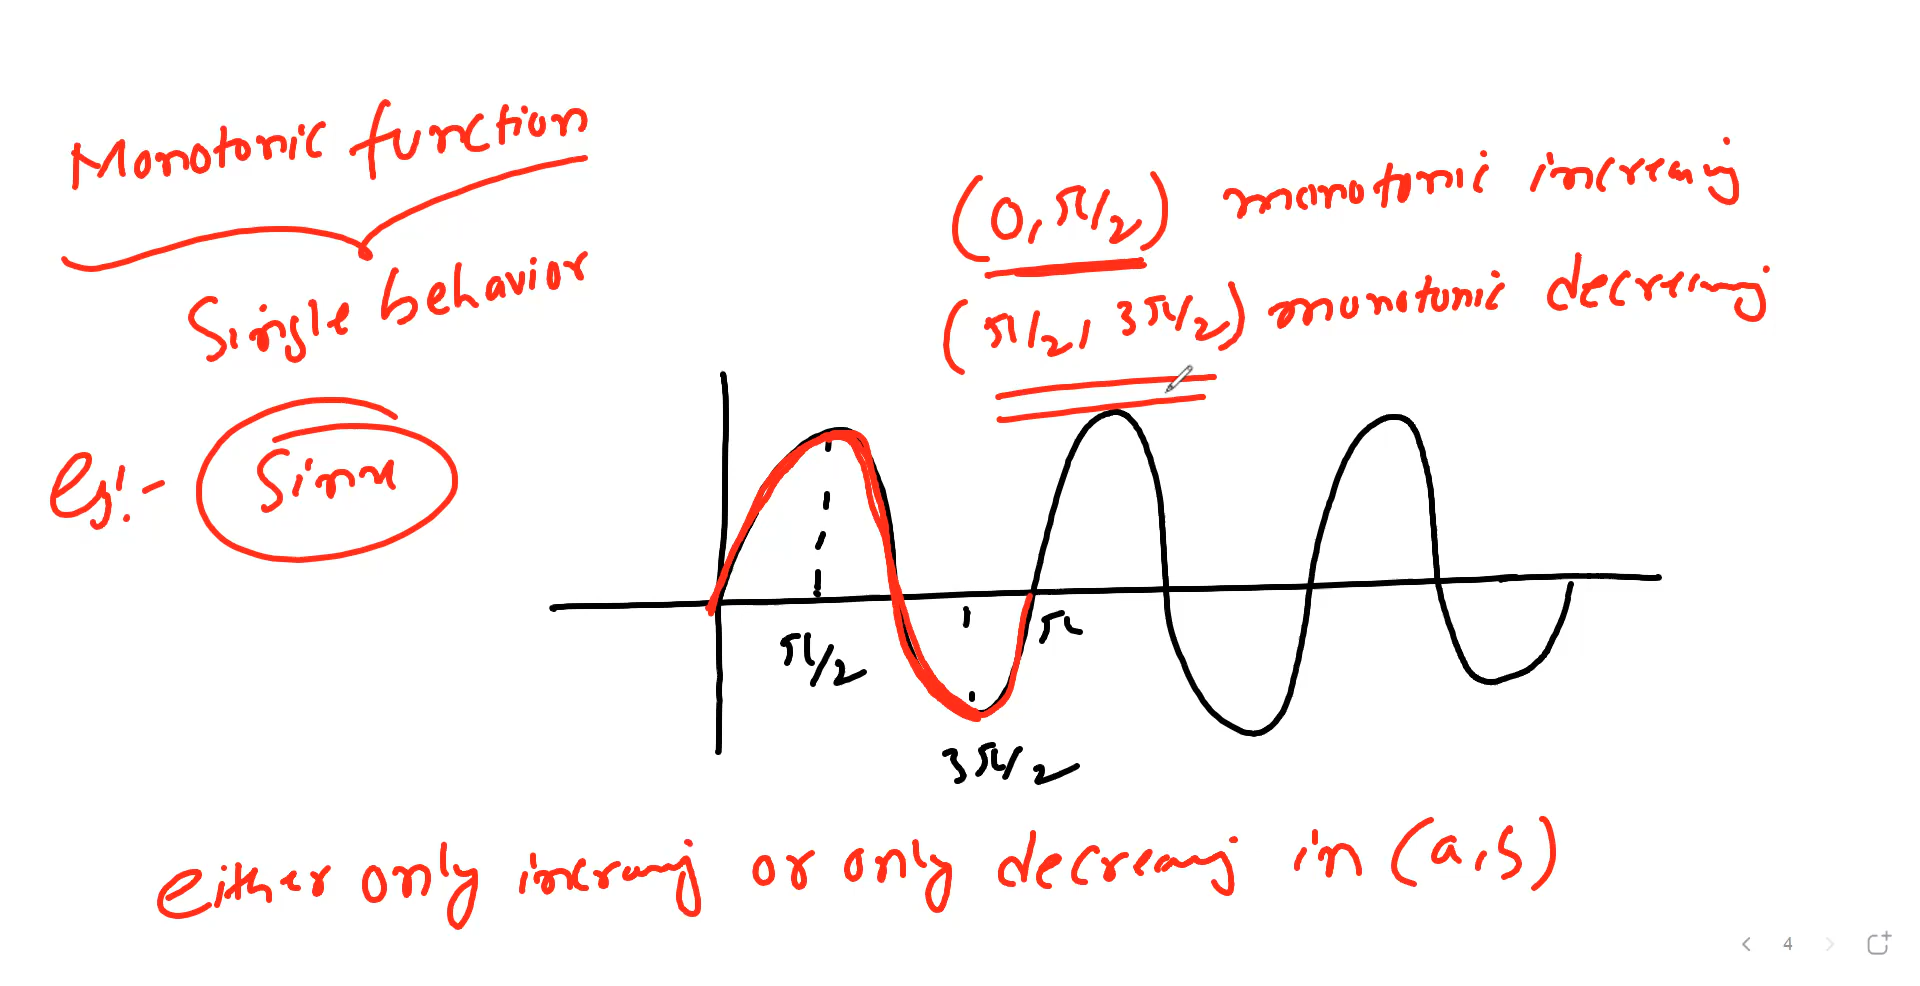 Monotonic function
Single behavior
eg:- Sinx
(0, π/2) monotonic increasing
(π/2, 3π/2) monotonic decreasing
π/2
π
3π/2
either only increasing or only decreasing in (a,b)
4